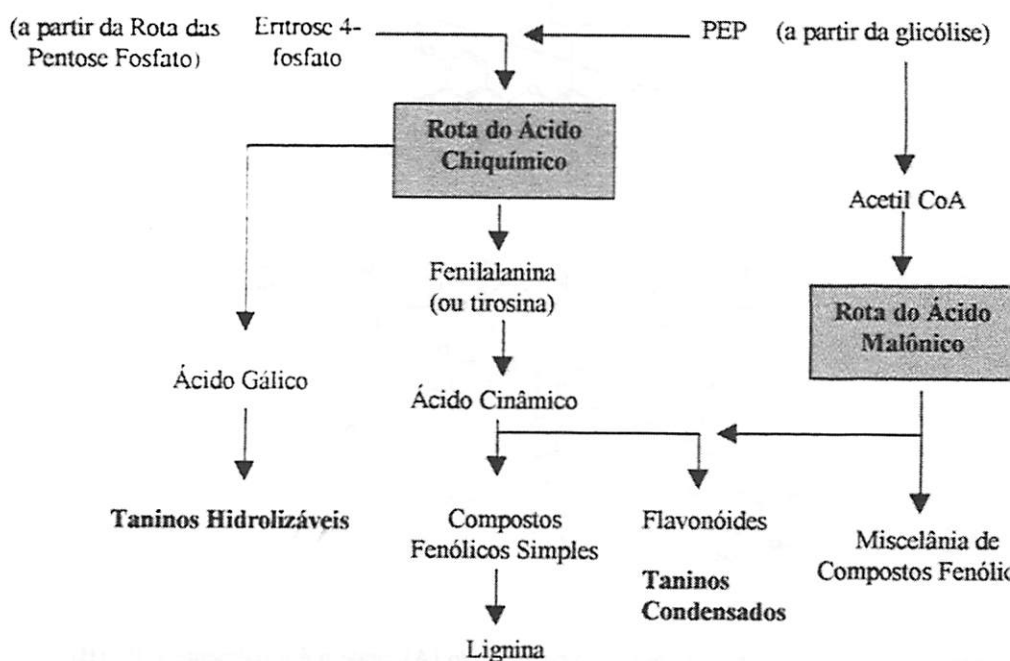 (a partir da Rota das
Pentose Fosfato)
Eritrose 4-
fosfato
PEP (a partir da glicólise)
Rota do Ácido
Chiquímico
Acetil CoA
Fenilalanina
(ou tirosina)
Rota do Ácido
Malônico
Ácido Gálico
Ácido Cinâmico
Taninos Hidrolizáveis
Compostos
Fenólicos Simples
Flavonóides
Miscelânia de
Compostos Fenólic
Taninos
Condensados
Lignina